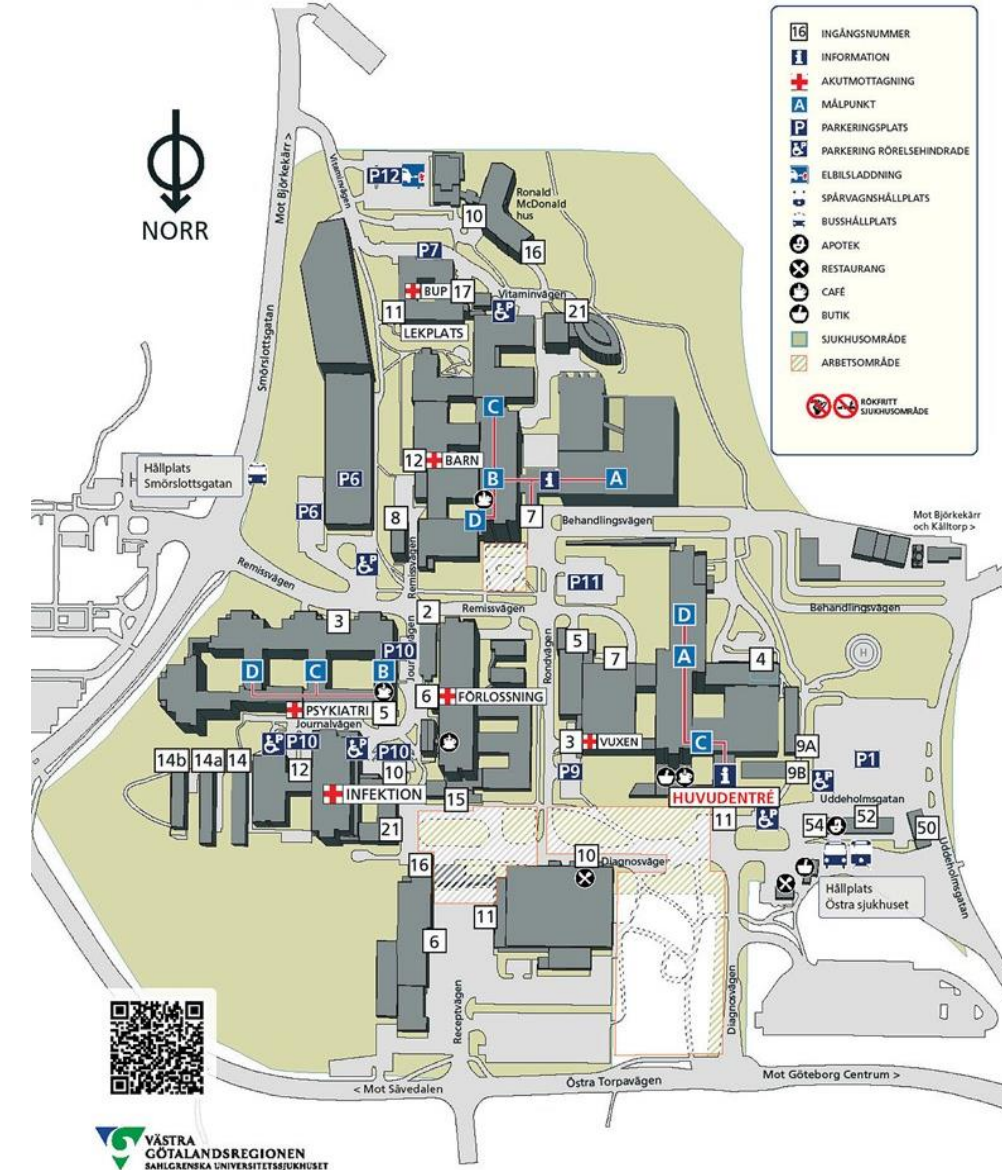 16 INGÅNGSNUMMER
INFORMATION
AKUTMOTTAGNING
A MÅLPUNKT
P PARKERINGSPLATS
P PARKERING RÖRELSEHINDRADE
ELBILSLADDNING
SPÅRVAGNSHÅLLPLATS
BUSSHÅLLPLATS
APOTEK
RESTAURANG
CAFÉ
BUTIK
SJUKHUSOMRÅDE
ARBETSOMRÅDE
RÖKFRITT
SJUKHUSOMRÅDE
NORR
Mot Björkekärr >
Vitaminvägen
Smörslottsgatan
P12
10
Ronald
McDonald
hus
16
P7
BUP
17
Vitaminvägen
11
LEKPLATS
P
21
C
12
BARN
B
i
A
D
7
P6
P6
8
Hållplats
Smörslottsgatan
Behandlingsvägen
Mot Björkekärr
och Kålltorp >
P
Remissvägen
Remissvägen
Remissvägen
P11
Behandlingsvägen
H
3
2
P10
Journalvägen
D
C
B
PSYKIATRI
5
Journalvägen
6
FÖRLOSSNING
Rondvägen
5
7
D
A
4
3
VUXEN
C
i
9A
9B
P
P1
P9
HUVUDENTRÉ
11
P
Uddeholmsgatan
54
52
50
Uddeholmsgatan
Hållplats
Östra sjukhuset
14b
14a
14
P
P10
P
P10
12
10
INFEKTION
15
21
16
10
Diagnosvägen
11
6
Receptvägen
Diagnosvägen
< Mot Sävedalen
Östra Torpavägen
Mot Göteborg Centrum >
VÄSTRA
GÖTALANDSREGIONEN
SAHLGRENSKA UNIVERSITETSSJUKHUSET